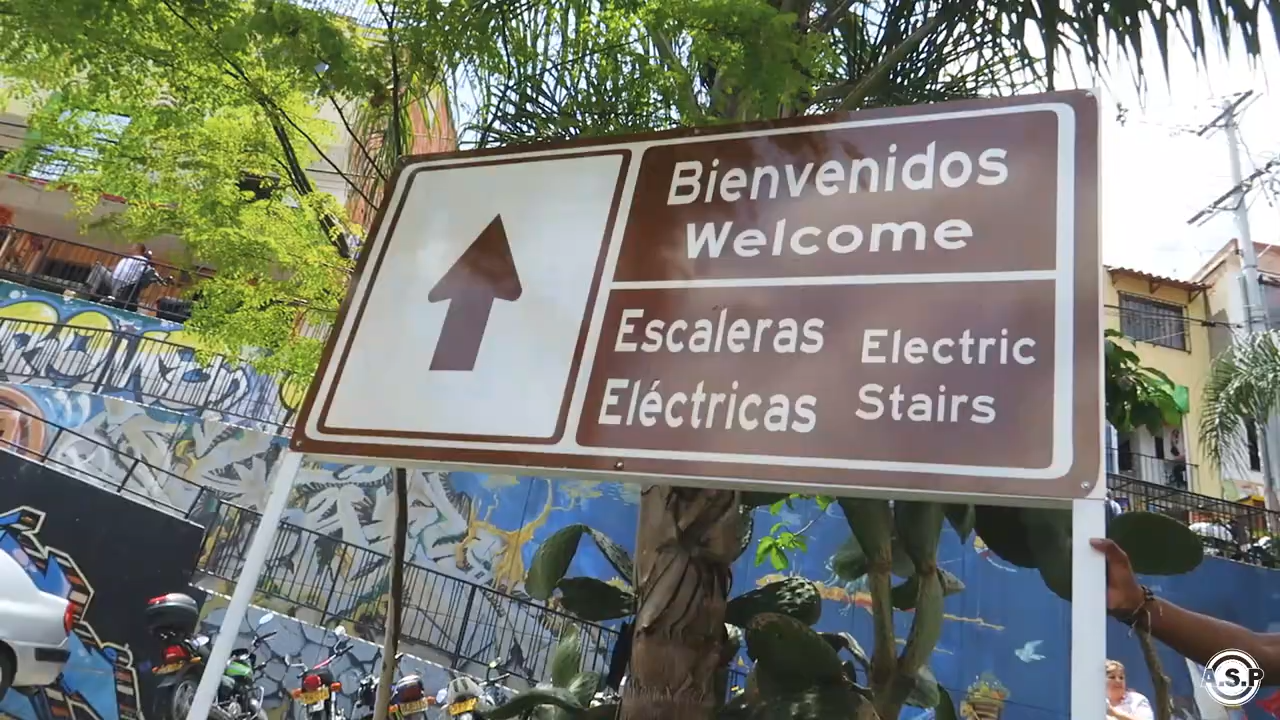 Bienvenidos
Welcome
Escaleras
Eléctricas
Electric
Stairs
A.S.P